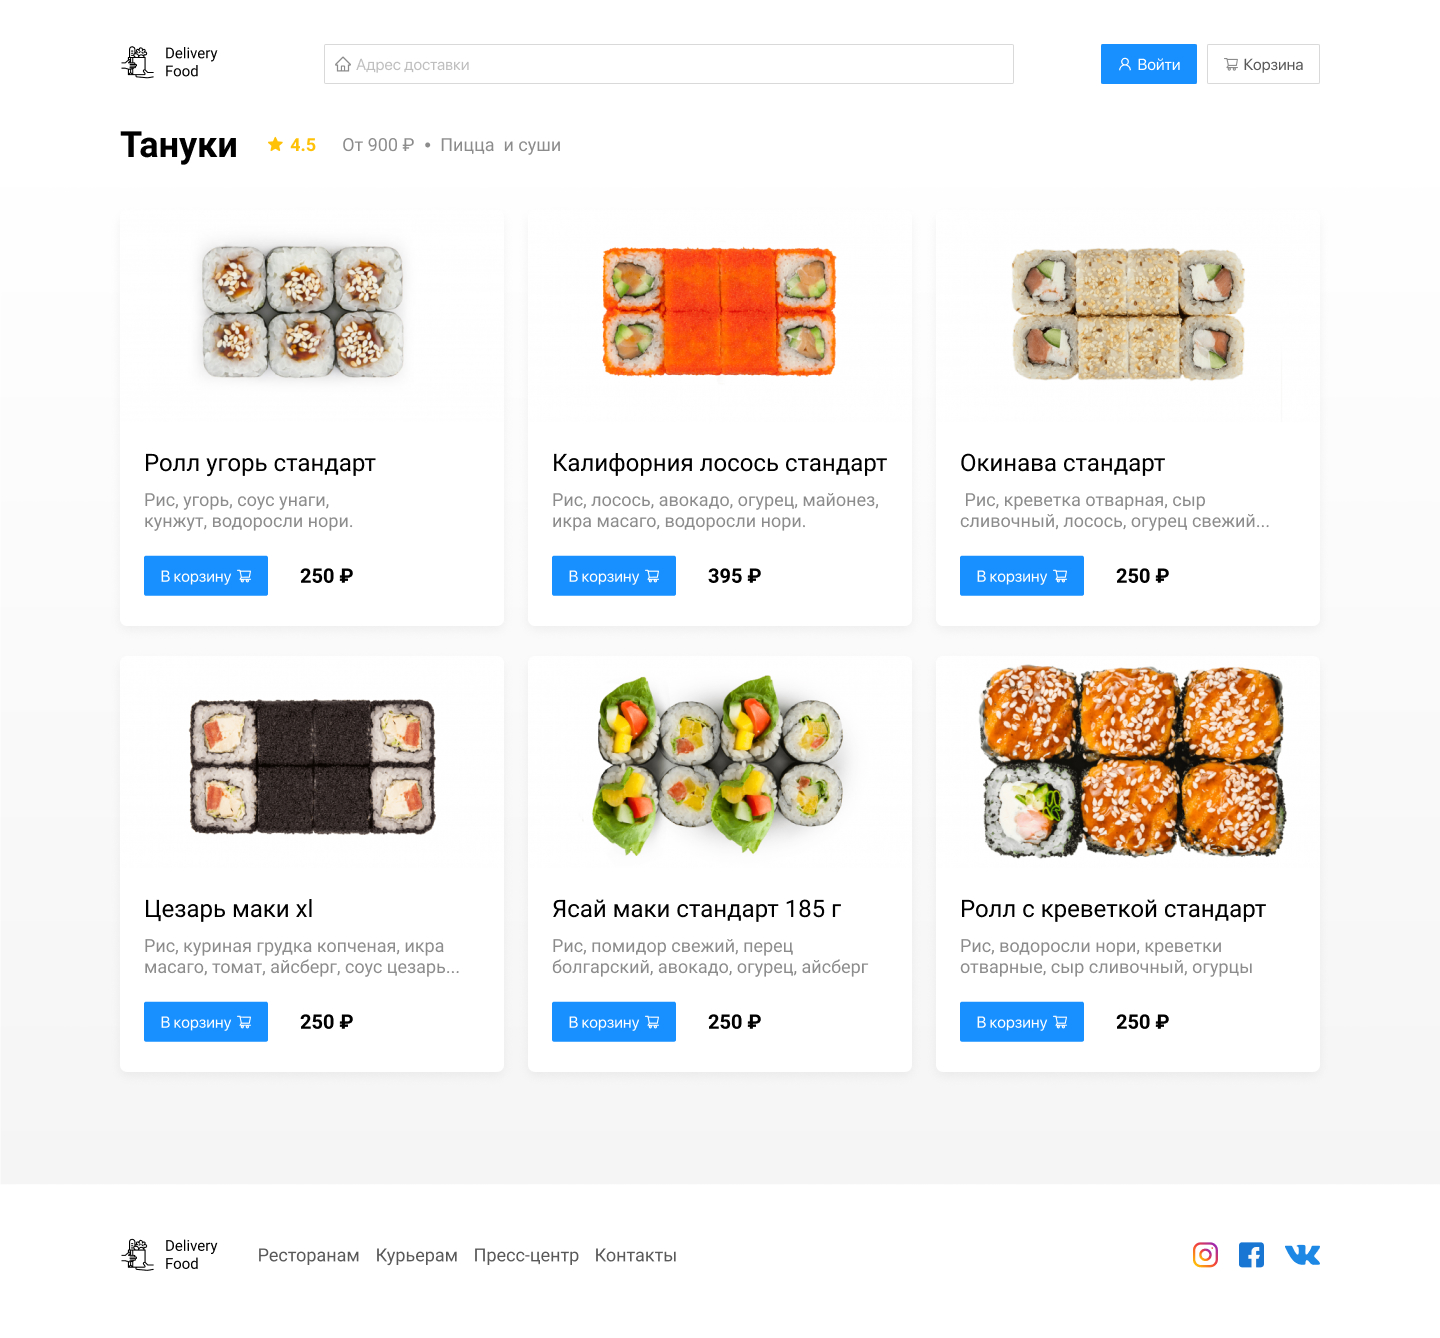 Delivery
Food
Адрес доставки
Войти
Корзина
Тануки
4.5
От 900 ₽ • Пицца и суши
Ролл угорь стандарт
Рис, угорь, соус унаги,
кунжут, водоросли нори.
В корзину
250 ₽
Калифорния лосось стандарт
Рис, лосось, авокадо, огурец, майонез,
икра масаго, водоросли нори.
В корзину
395 ₽
Окинава стандарт
Рис, креветка отварная, сыр
сливочный, лосось, огурец свежий...
В корзину
250 ₽
Цезарь маки xl
Рис, куриная грудка копченая, икра
масаго, томат, айсберг, соус цезарь...
В корзину
250 ₽
Ясай маки стандарт 185 г
Рис, помидор свежий, перец
болгарский, авокадо, огурец, айсберг
В корзину
250 ₽
Ролл с креветкой стандарт
Рис, водоросли нори, креветки
отварные, сыр сливочный, огурцы
В корзину
250 ₽
Delivery
Food
Ресторанам
Курьерам
Пресс-центр
Контакты